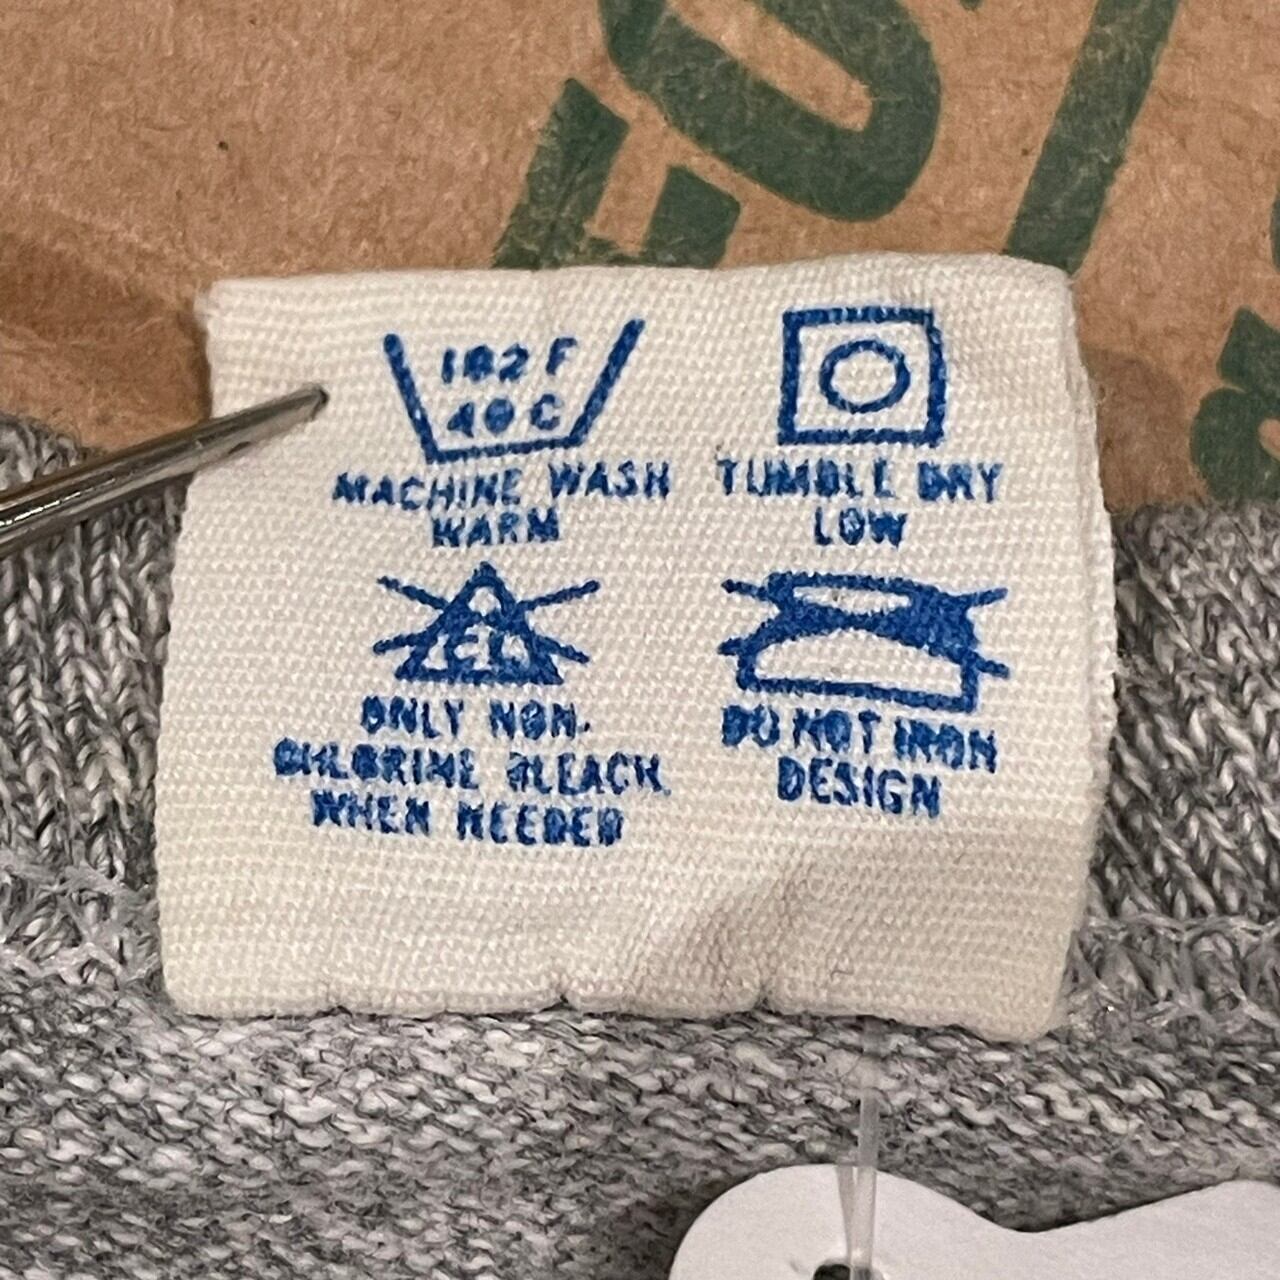 102 F
40 C
MACHINE WASH
WARM
TUMBLE DRY
LOW
CL
ONLY NON-
CHLORINE BLEACH
WHEN NEEDED
DO NOT IRON
DESIGN